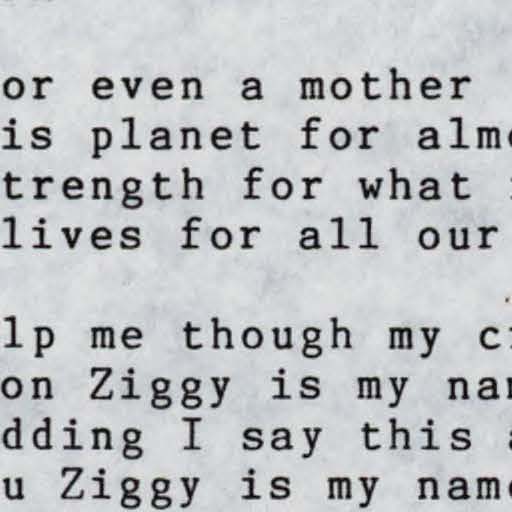 or even a mother
is planet for alm
trength for what
lives for all our
lp me though my c
on Ziggy is my na
dding I say this
u Ziggy is my name